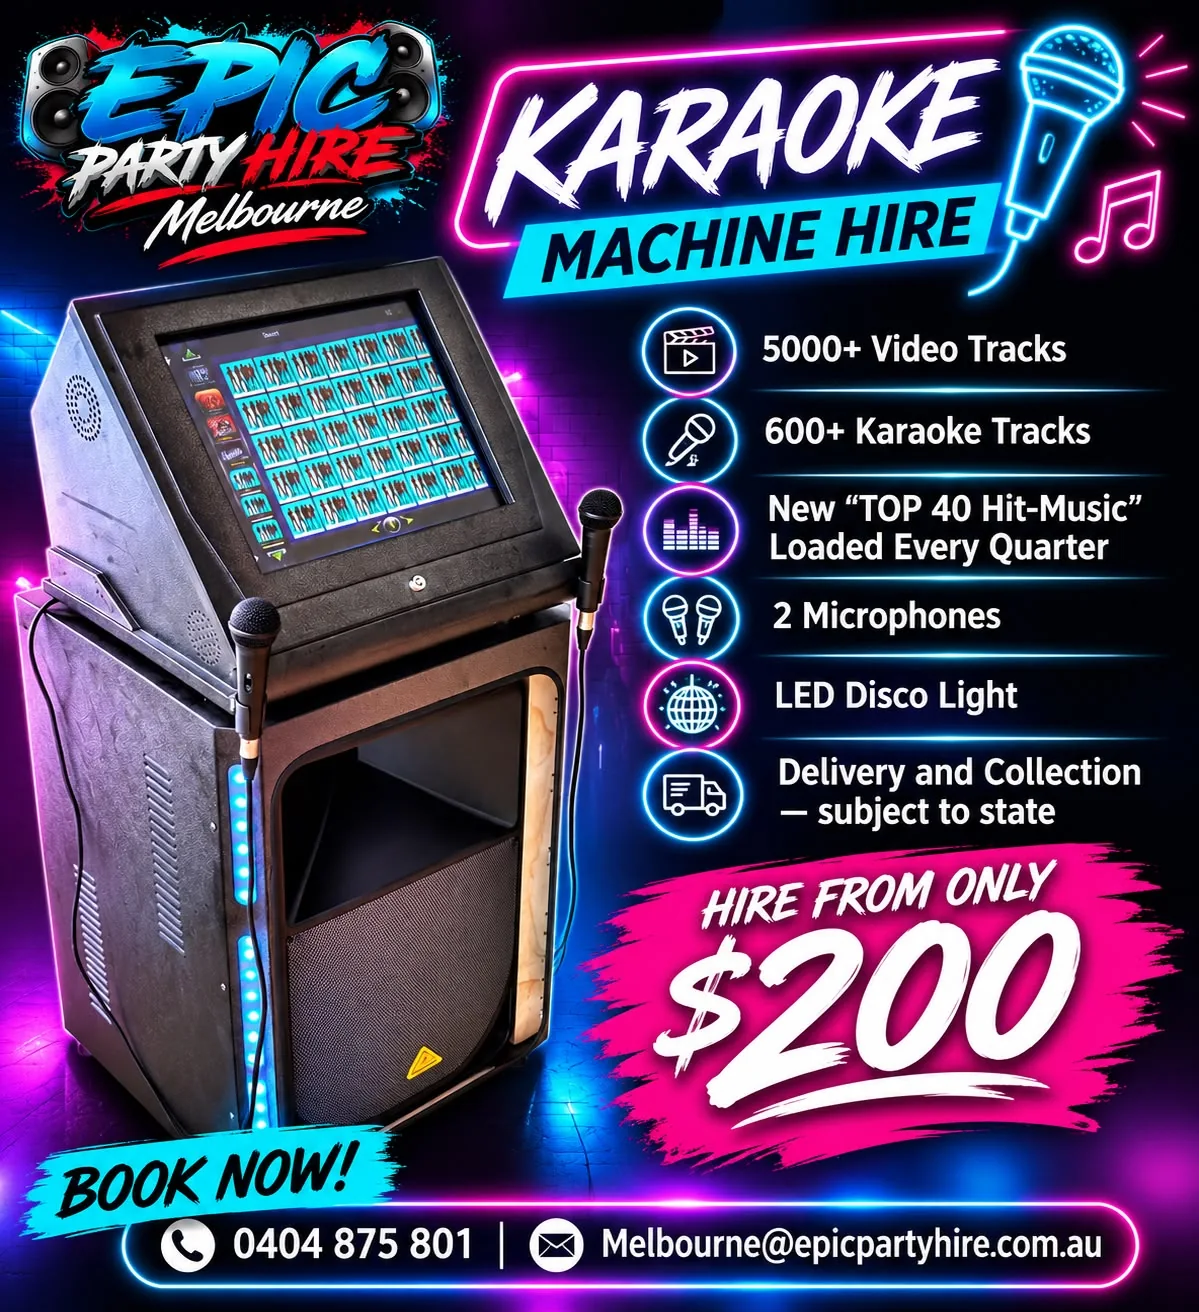 EPIC
PARTY HIRE
Melbourne
KARAOKE
MACHINE HIRE
5000+ Video Tracks
600+ Karaoke Tracks
New “TOP 40 Hit-Music”
Loaded Every Quarter
2 Microphones
LED Disco Light
Delivery and Collection
— subject to state
HIRE FROM ONLY
$200
BOOK NOW!
0404 875 801 | Melbourne@epicpartyhire.com.au